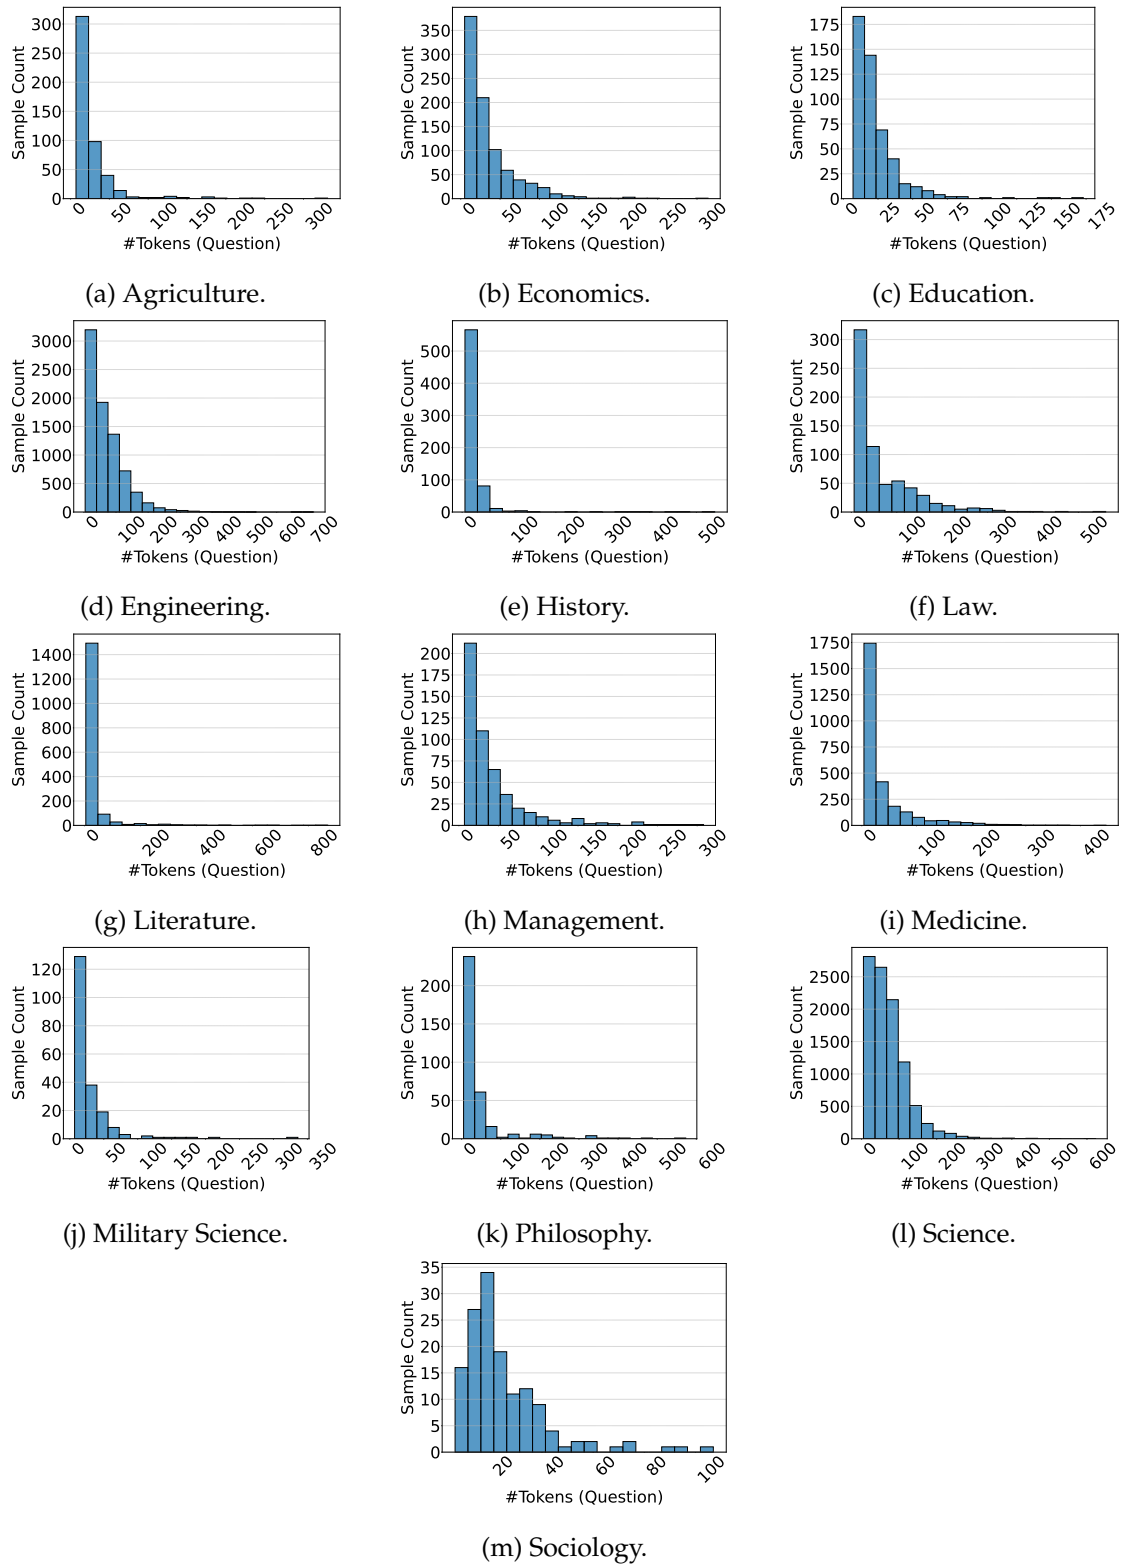 300
250
200
150
100
50
0
Sample Count
0 50 100 150 200 250 300
#Tokens (Question)
(a) Agriculture.
350
300
250
200
150
100
50
0
Sample Count
0 50 100 150 200 250 300
#Tokens (Question)
(b) Economics.
175
150
125
100
75
50
25
0
Sample Count
0 25 50 75 100 125 150 175
#Tokens (Question)
(c) Education.
3000
2500
2000
1500
1000
500
0
Sample Count
0 100 200 300 400 500 600 700
#Tokens (Question)
(d) Engineering.
500
400
300
200
100
0
Sample Count
0 100 200 300 400 500
#Tokens (Question)
(e) History.
300
250
200
150
100
50
0
Sample Count
0 100 200 300 400 500
#Tokens (Question)
(f) Law.
1400
1200
1000
800
600
400
200
0
Sample Count
0 200 400 600 800
#Tokens (Question)
(g) Literature.
200
175
150
125
100
75
50
25
0
Sample Count
0 50 100 150 200 250 300
#Tokens (Question)
(h) Management.
1750
1500
1250
1000
750
500
250
0
Sample Count
0 100 200 300 400
#Tokens (Question)
(i) Medicine.
120
100
80
60
40
20
0
Sample Count
0 50 100 150 200 250 300 350
#Tokens (Question)
(j) Military Science.
200
150
100
50
0
Sample Count
0 100 200 300 400 500 600
#Tokens (Question)
(k) Philosophy.
2500
2000
1500
1000
500
0
Sample Count
0 100 200 300 400 500 600
#Tokens (Question)
(l) Science.
35
30
25
20
15
10
5
0
Sample Count
20 40 60 80 100
#Tokens (Question)
(m) Sociology.